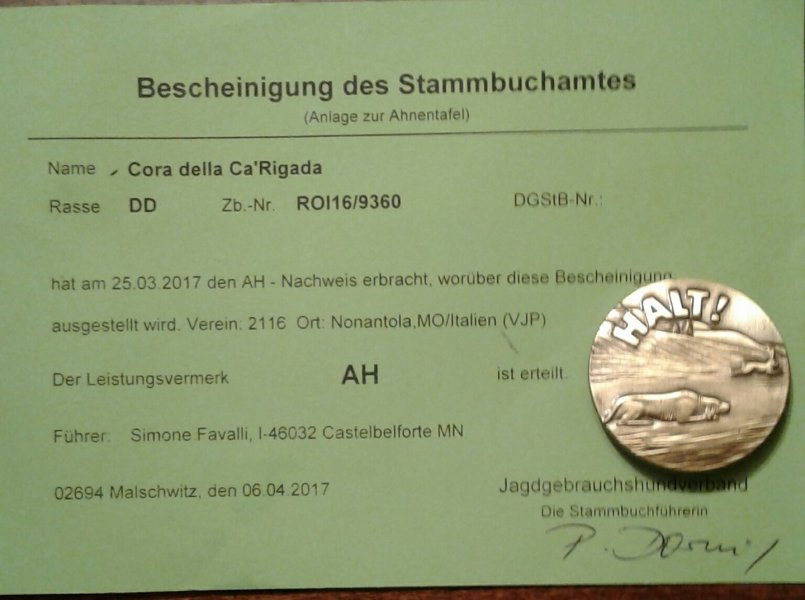 Bescheinigung des Stammbuchamtes
(Anlage zur Ahnentafel)
Name Cora della Ca'Rigada
Rasse DD Zb.-Nr. ROI16/9360 DGStB-Nr.:
hat am 25.03.2017 den AH - Nachweis erbracht, worüber diese Bescheinigung
ausgestellt wird. Verein: 2116 Ort: Nonantola,MO/Italien (VJP)
HALT!
Der Leistungsvermerk AH ist erteilt.
Führer: Simone Favalli, I-46032 Castelbelforte MN
02694 Malschwitz, den 06.04.2017
Jagdgebrauchshundverband
Die Stammbuchführerin